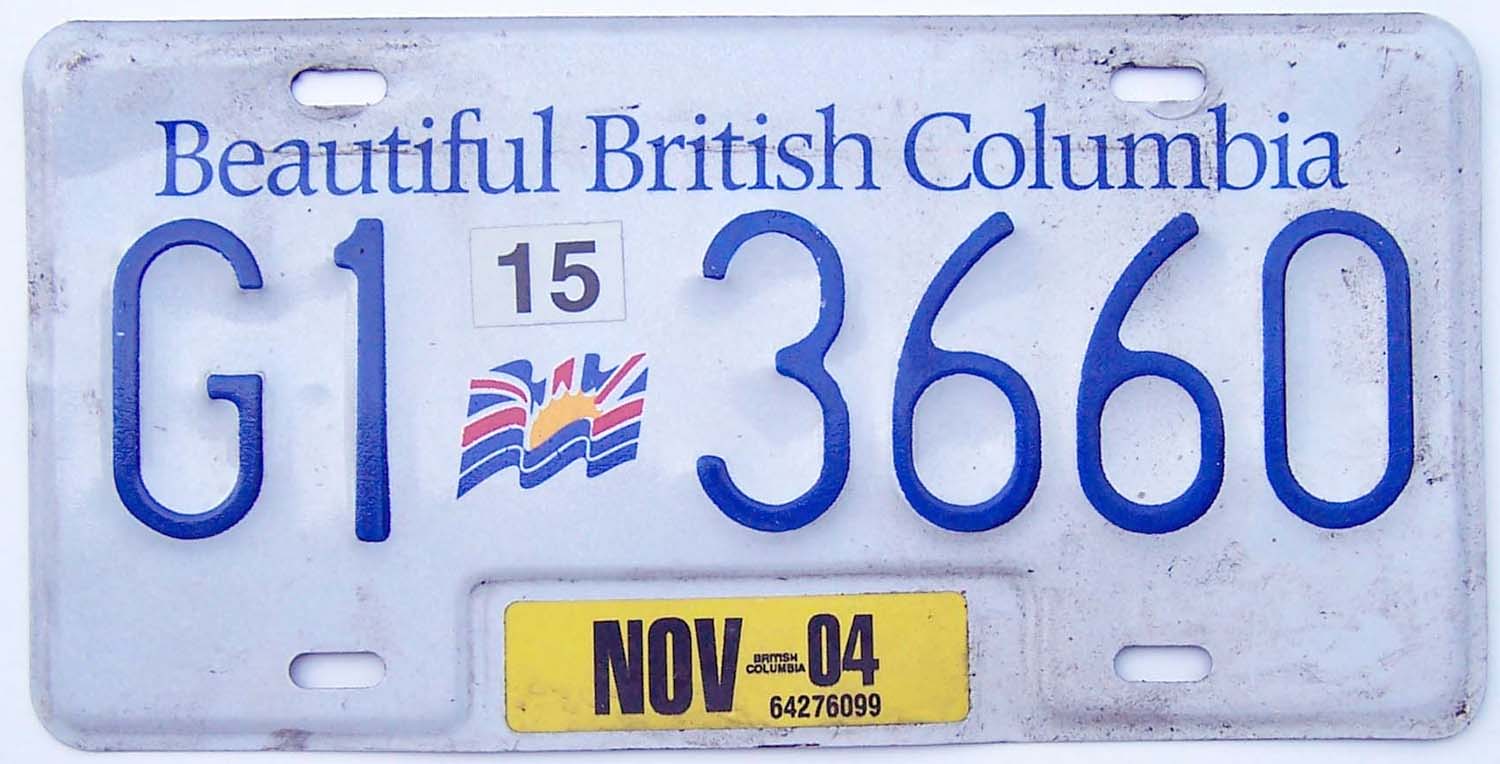 Beautiful British Columbia
G1 15 3660
NOV BRITISH COLUMBIA 04
64276099